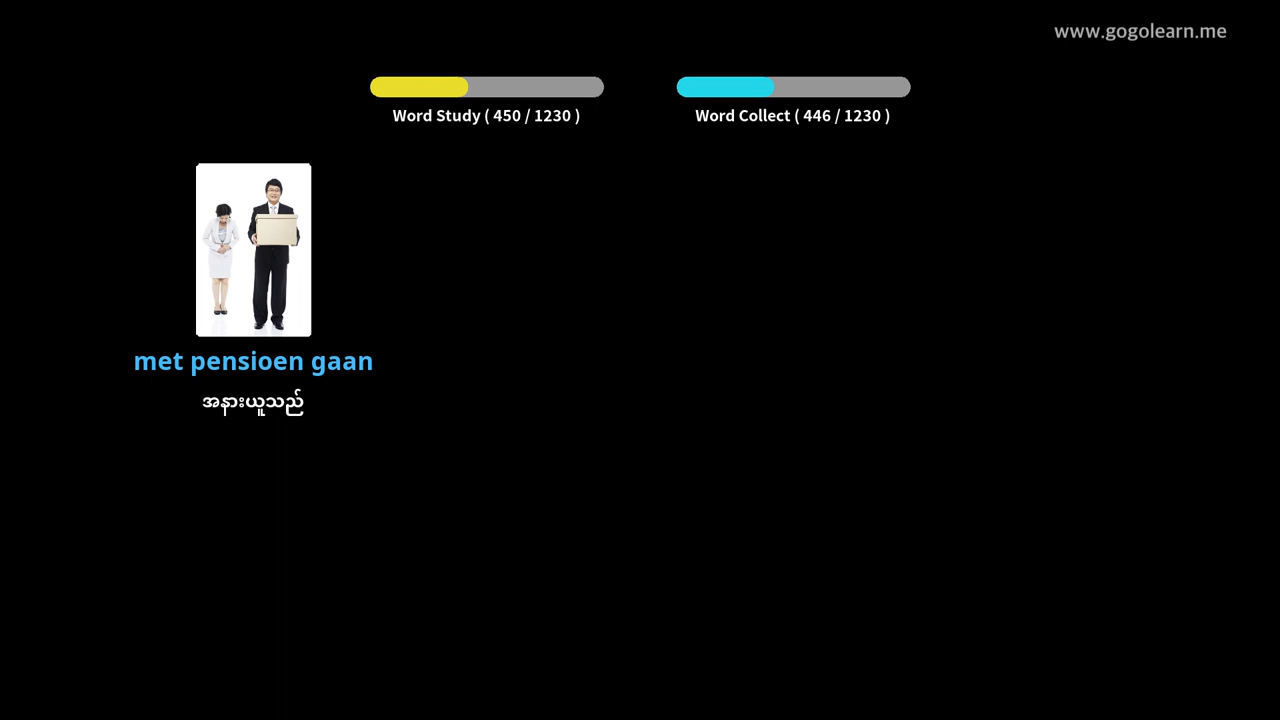 www.gogolearn.me
Word Study ( 450 / 1230 )
Word Collect ( 446 / 1230 )
met pensioen gaan
အနားယူသည်